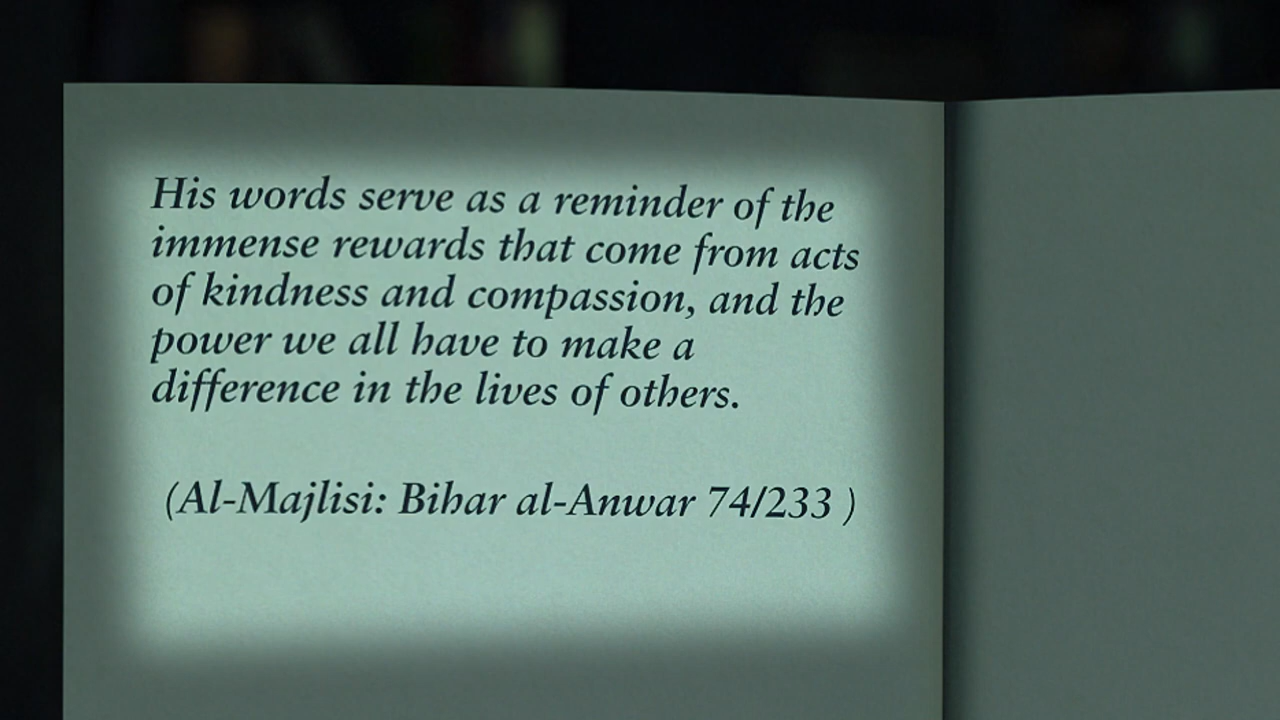 His words serve as a reminder of the
immense rewards that come from acts
of kindness and compassion, and the
power we all have to make a
difference in the lives of others.
(Al-Majlisi: Bihar al-Anwar 74/233 )